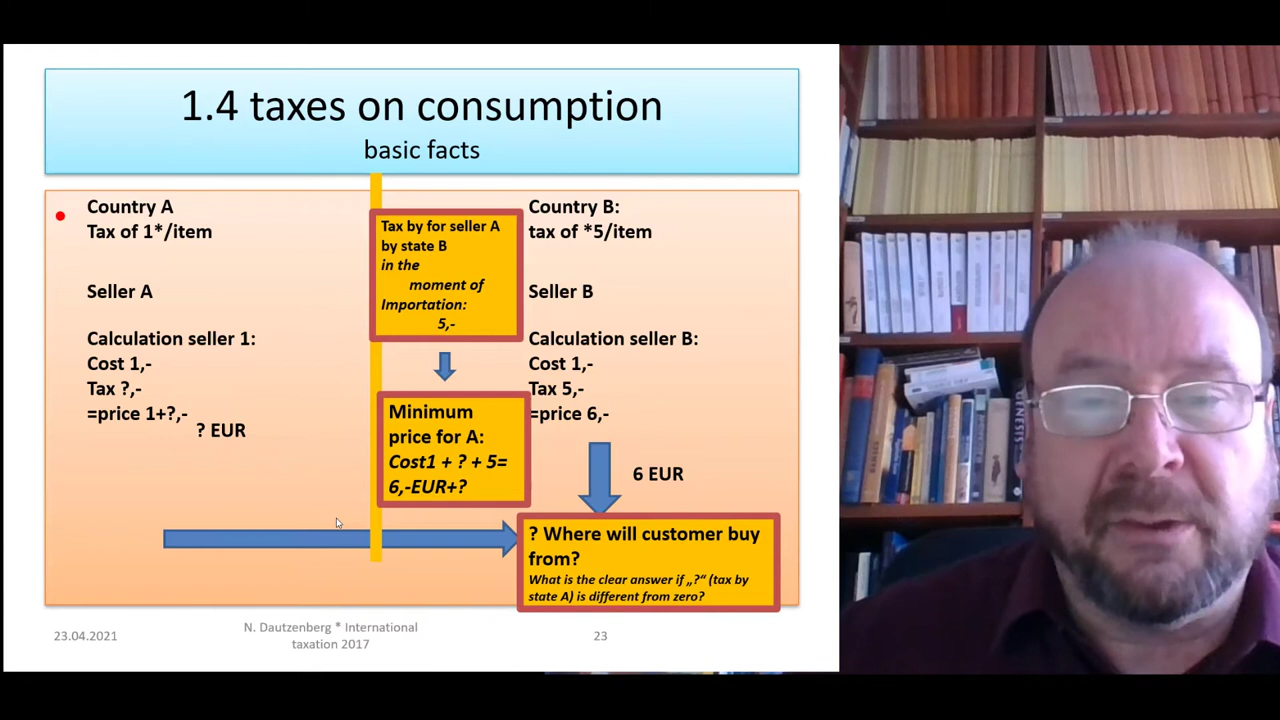 1.4 taxes on consumption
basic facts
Country A
Tax of 1*/item
Seller A
Calculation seller 1:
Cost 1,-
Tax ?,-
=price 1+?,-
? EUR
Tax by for seller A
by state B
in the
moment of
Importation:
5,-
Minimum
price for A:
Cost1 + ? + 5=
6,-EUR+?
Country B:
tax of *5/item
Seller B
Calculation seller B:
Cost 1,-
Tax 5,-
=price 6,-
6 EUR
? Where will customer buy
from?
What is the clear answer if „?“ (tax by
state A) is different from zero?
23.04.2021
N. Dautzenberg * International
taxation 2017
23
GENESIS